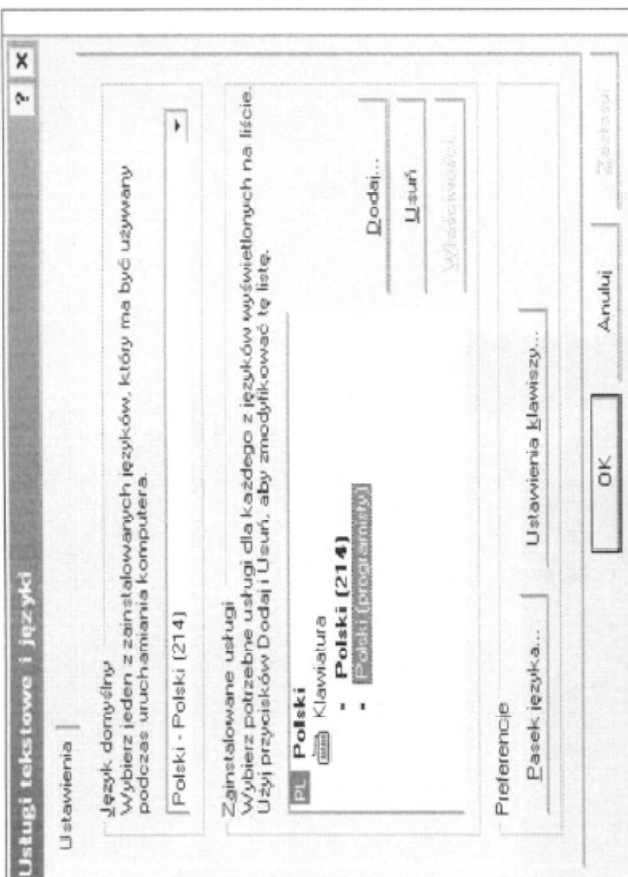 Usługi tekstowe i języki
? X
Ustawienia
Język domyślny
Wybierz jeden z zainstalowanych języków, który ma być używany
podczas uruchamiania komputera.
Polski - Polski (214)
Zainstalowane usługi
Wybierz potrzebne usługi dla każdego z języków wyświetlonych na liście.
Użyj przycisków Dodaj i Usuń, aby zmodyfikować tę listę.
PL Polski
Klawiatura
Polski (214)
Polski (programisty)
Dodaj...
Usuń
Właściwości...
Preferencje
Pasek języka...
Ustawienia klawiszy...
OK
Anuluj
Zastosuj